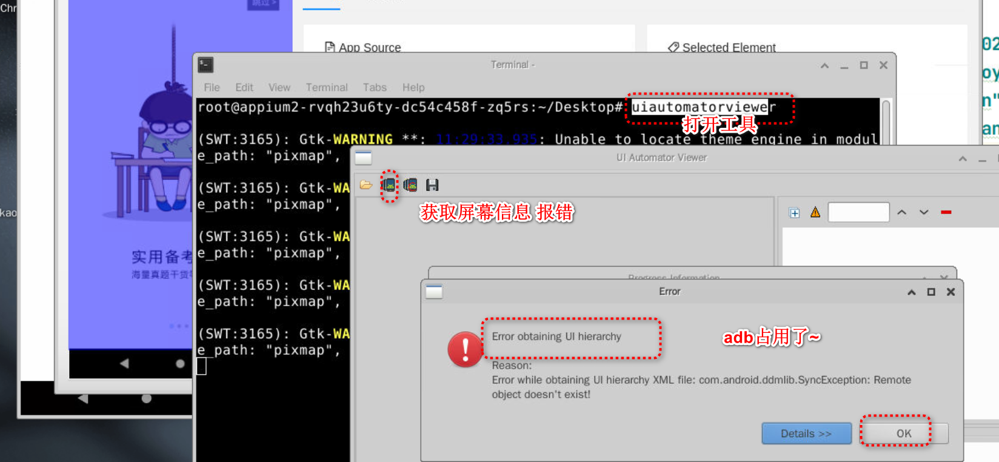 Chr
跳过 >
App Source
Selected Element
02
Terminal -
oy
File Edit View Terminal Tabs Help
n"
root@appium2-rvqh23u6ty-dc54c458f-zq5rs:~/Desktop# uiautomatorviewer
打开工具
an
(SWT:3165): Gtk-WARNING **: 11:29:33.935: Unable to locate theme engine in modul
e_path: "pixmap",
UI Automator Viewer
(SWT:3165): Gtk-WA
e_path: "pixmap",
获取屏幕信息 报错
kao
(SWT:3165): Gtk-WA
e_path: "pixmap",
实用备考
海量真题干货
(SWT:3165): Gtk-WA
e_path: "pixmap",
Progress Information
Error
(SWT:3165): Gtk-WA
e_path: "pixmap",
Error obtaining UI hierarchy
adb占用了~
Reason:
Error while obtaining UI hierarchy XML file: com.android.ddmlib.SyncException: Remote
object doesn't exist!
Details >>
OK